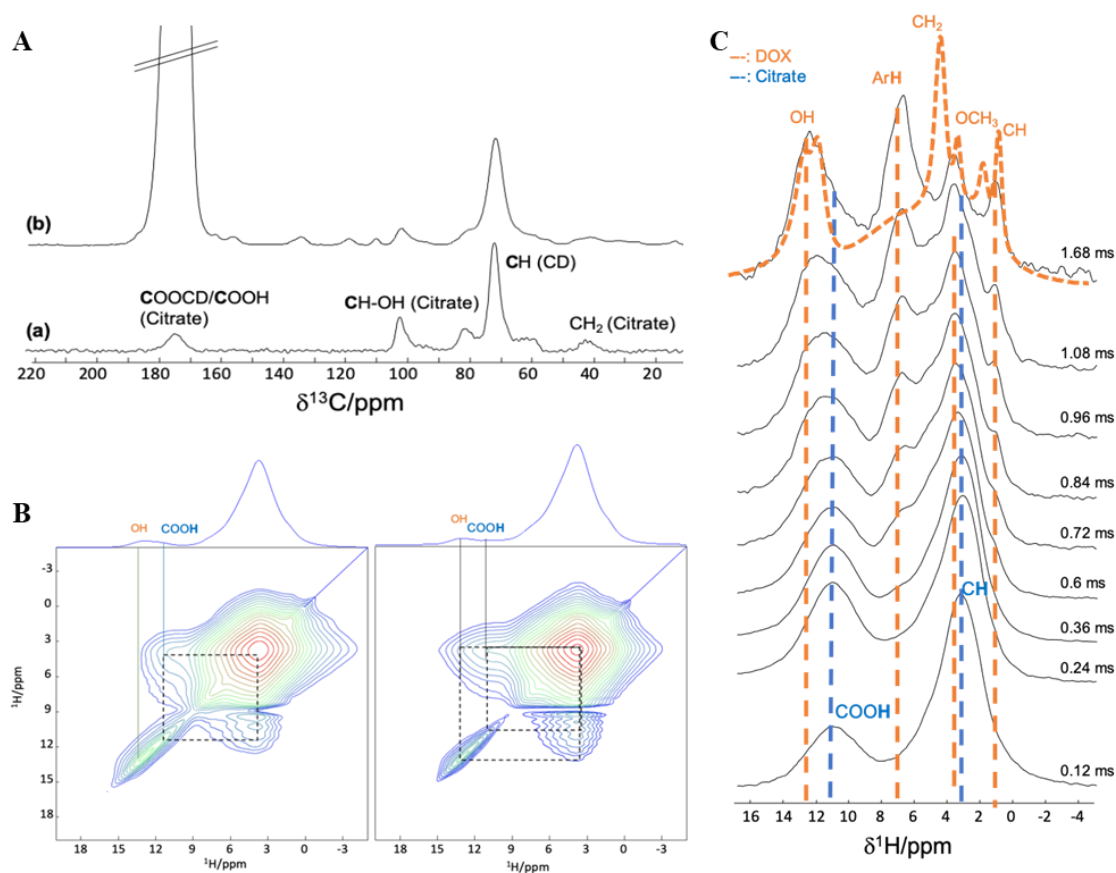 A
(b)
COOCD/COOH
(Citrate)
CH-OH (Citrate)
CH (CD)
CH₂ (Citrate)
(a)
220 200 180 160 140 120 100 80 60 40 20
δ¹³C/ppm
B
OH
COOH
-3
0
3
6
9
12
15
18
¹H/ppm
18 15 12 9 6 3 0 -3
¹H/ppm
OH
COOH
18 15 12 9 6 3 0 -3
¹H/ppm
C
--: DOX
--: Citrate
OH
ArH
CH₂
OCH₃
CH
1.68 ms
1.08 ms
0.96 ms
0.84 ms
0.72 ms
0.6 ms
0.36 ms
0.24 ms
CH
COOH
0.12 ms
16 14 12 10 8 6 4 2 0 -2 -4
δ¹H/ppm